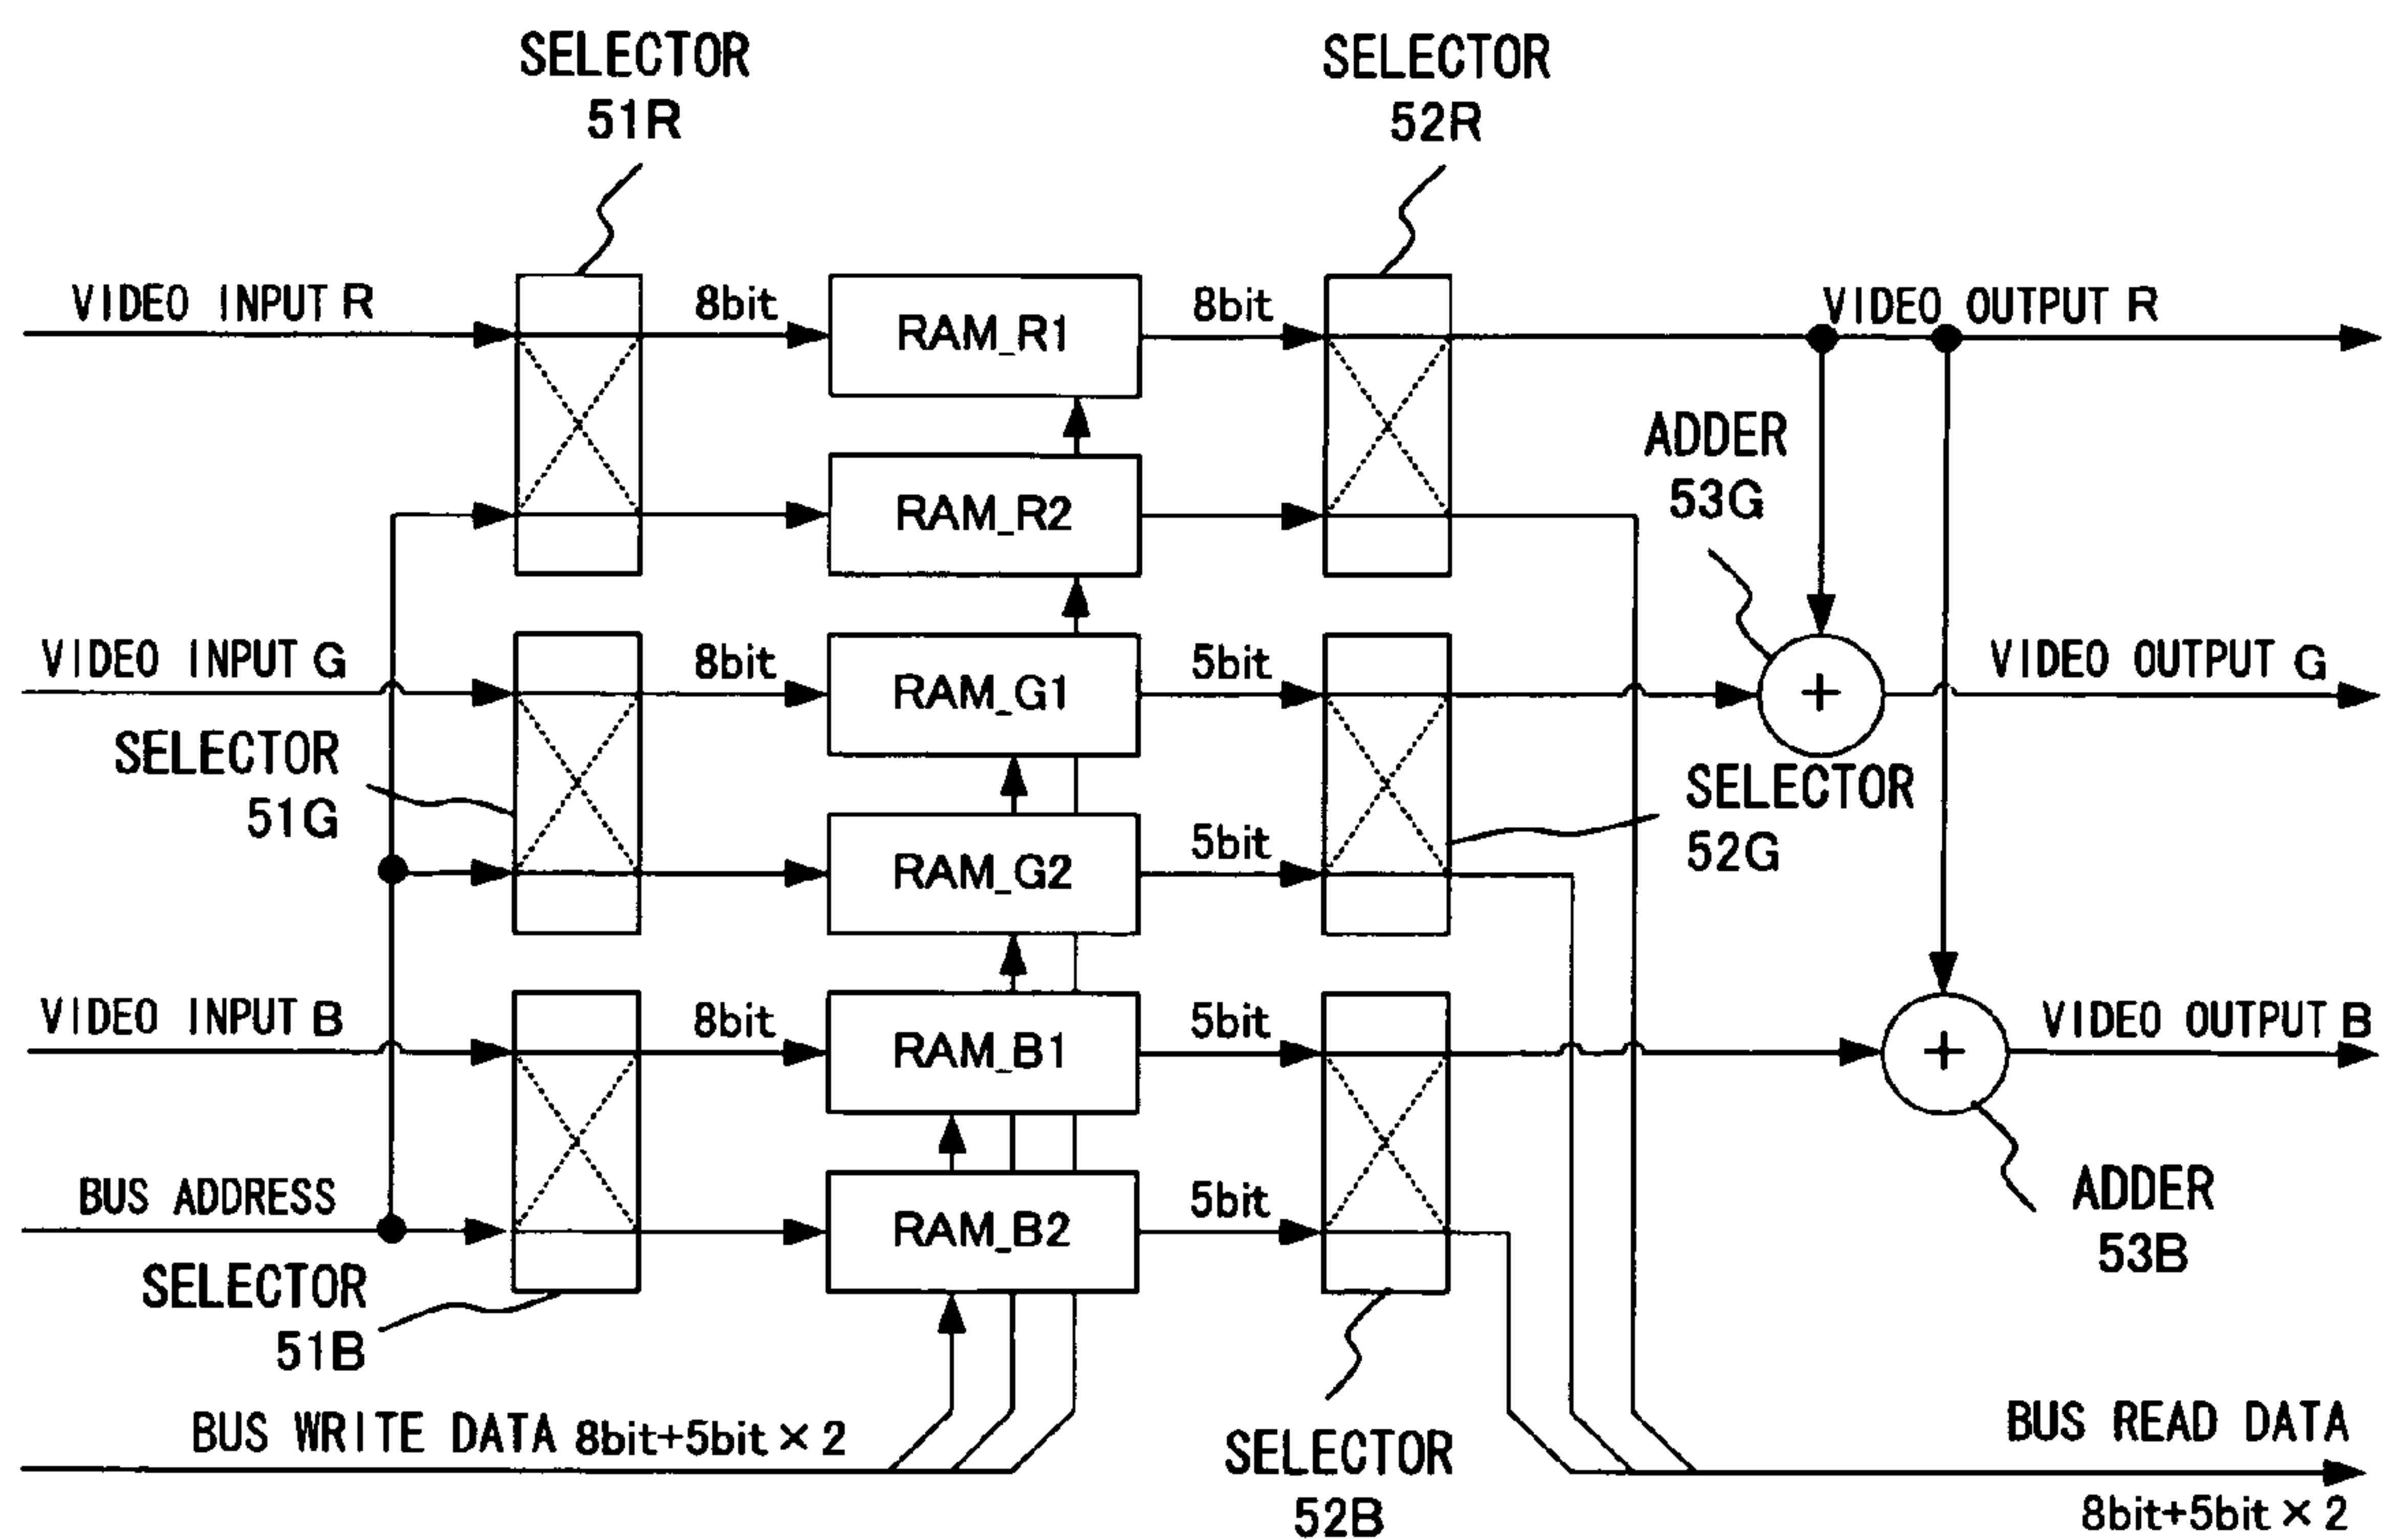 SELECTOR
51R
SELECTOR
52R
VIDEO INPUT R
8bit
RAM_R1
8bit
VIDEO OUTPUT R
ADDER
53G
RAM_R2
VIDEO INPUT G
8bit
RAM_G1
5bit
+
VIDEO OUTPUT G
SELECTOR
51G
SELECTOR
52G
RAM_G2
5bit
VIDEO INPUT B
8bit
RAM_B1
5bit
+
VIDEO OUTPUT B
BUS ADDRESS
RAM_B2
5bit
ADDER
53B
SELECTOR
51B
BUS WRITE DATA 8bit+5bit × 2
SELECTOR
52B
BUS READ DATA
8bit+5bit × 2